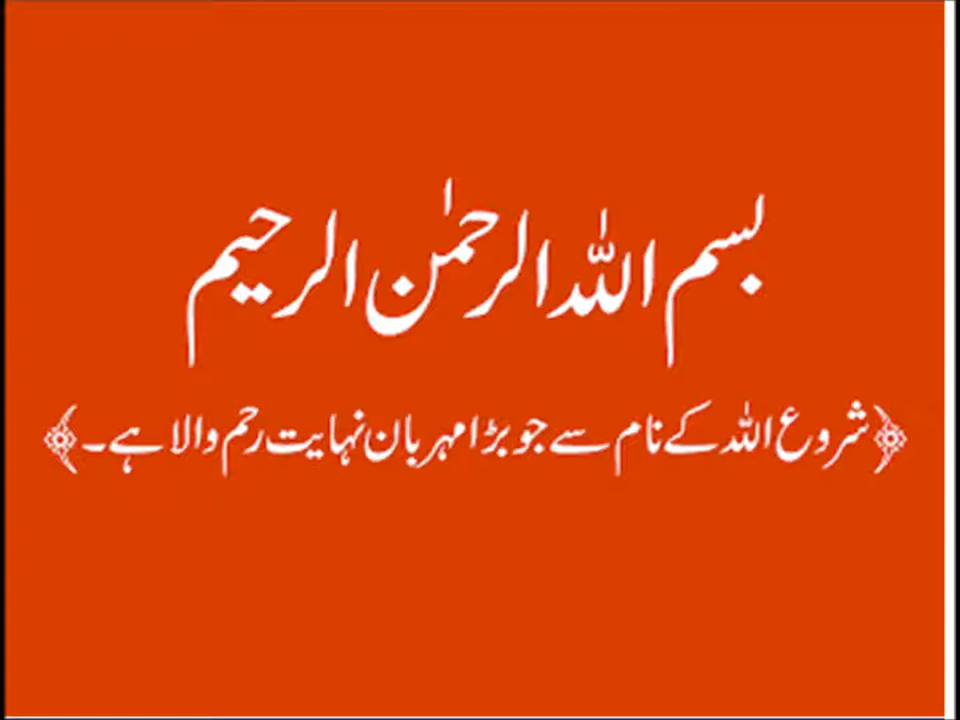 بسم اللہ الرحمٰن الرحیم
﴿شروع اللہ کے نام سے جو بڑا مہربان نہایت رحم والا ہے۔﴾